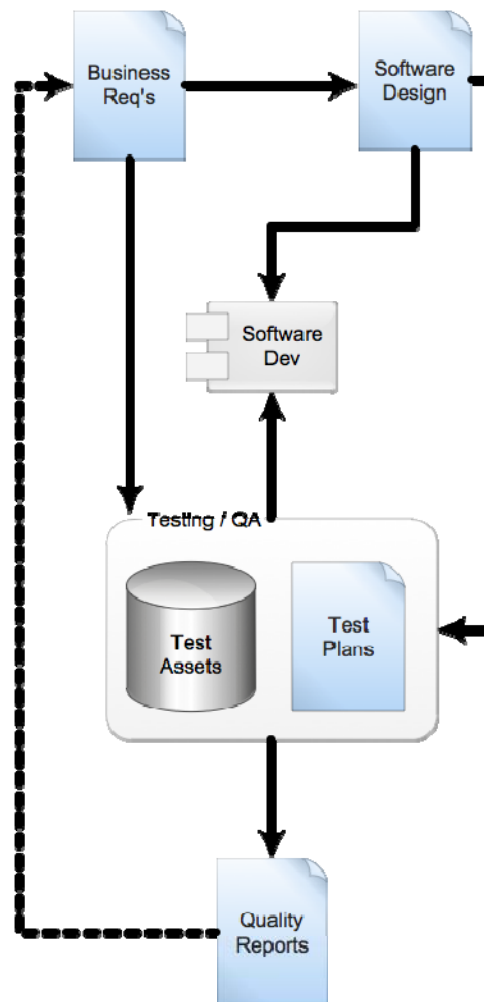 Business
Req's
Software
Design
Software
Dev
Testing / QA
Test
Assets
Test
Plans
Quality
Reports